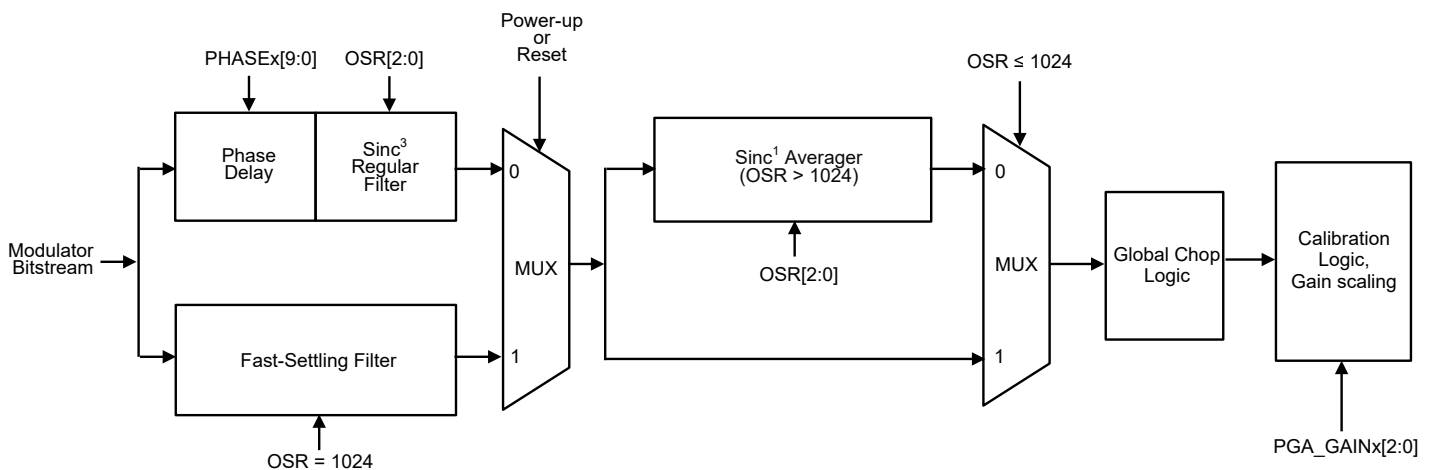 Power-up
or
Reset
PHASEx[9:0]
OSR[2:0]
OSR ≤ 1024
Phase
Delay
Sinc³
Regular
Filter
0
Sinc¹ Averager
(OSR > 1024)
0
Modulator
Bitstream
MUX
OSR[2:0]
MUX
Global Chop
Logic
Calibration
Logic,
Gain scaling
Fast-Settling Filter
1
1
OSR = 1024
PGA_GAINx[2:0]